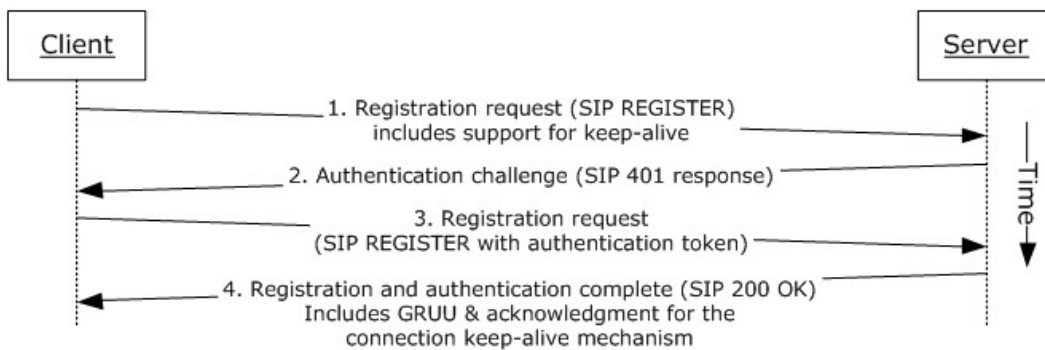 Client
Server
1. Registration request (SIP REGISTER)
includes support for keep-alive
2. Authentication challenge (SIP 401 response)
3. Registration request
(SIP REGISTER with authentication token)
4. Registration and authentication complete (SIP 200 OK)
Includes GRUU & acknowledgment for the
connection keep-alive mechanism
Time